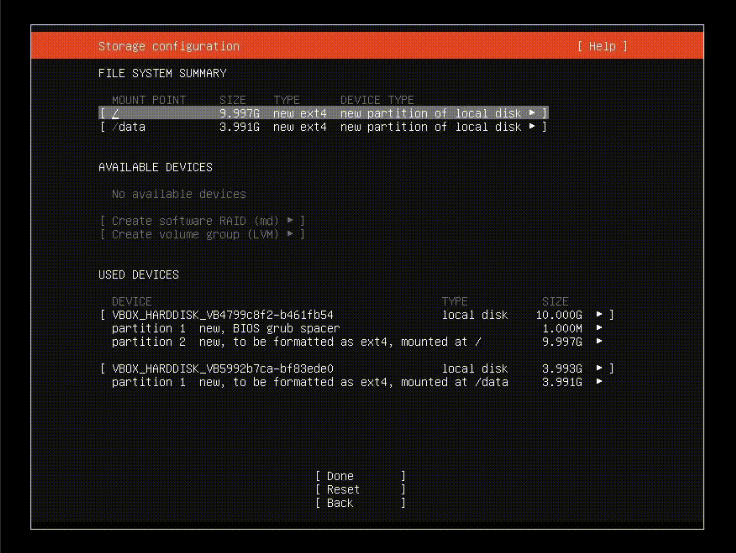 Storage configuration [ Help ]
FILE SYSTEM SUMMARY
MOUNT POINT SIZE TYPE DEVICE TYPE
[ / 9.997G new ext4 new partition of local disk ▸ ]
[ /data 3.991G new ext4 new partition of local disk ▸ ]
AVAILABLE DEVICES
No available devices
[ Create software RAID (md) ▸ ]
[ Create volume group (LVM) ▸ ]
USED DEVICES
DEVICE TYPE SIZE
[ VBOX_HARDDISK_VB4799c8f2-b461fb54 local disk 10.000G ▸ ]
partition 1 new, BIOS grub spacer 1.000M ▸
partition 2 new, to be formatted as ext4, mounted at / 9.997G ▸
[ VBOX_HARDDISK_VB5992b7ca-bf83ede0 local disk 3.993G ▸ ]
partition 1 new, to be formatted as ext4, mounted at /data 3.991G ▸
[ Done ]
[ Reset ]
[ Back ]